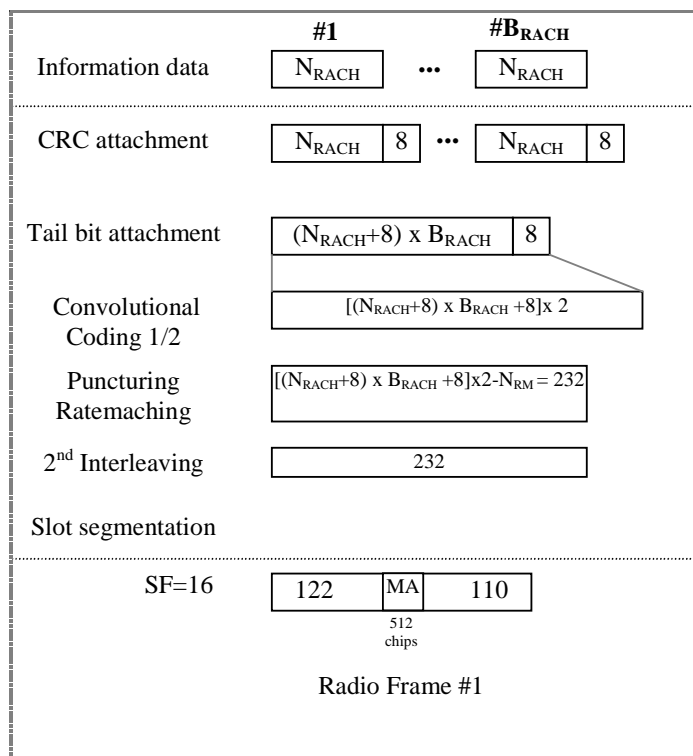 #1 #B_RACH
Information data N_RACH ... N_RACH
CRC attachment N_RACH 8 ... N_RACH 8
Tail bit attachment (N_RACH+8) x B_RACH 8
Convolutional
Coding 1/2
[(N_RACH+8) x B_RACH +8]x 2
Puncturing
Ratemaching
[(N_RACH+8) x B_RACH +8]x2-N_RM = 232
2nd Interleaving 232
Slot segmentation
SF=16 122 MA 110
512
chips
Radio Frame #1